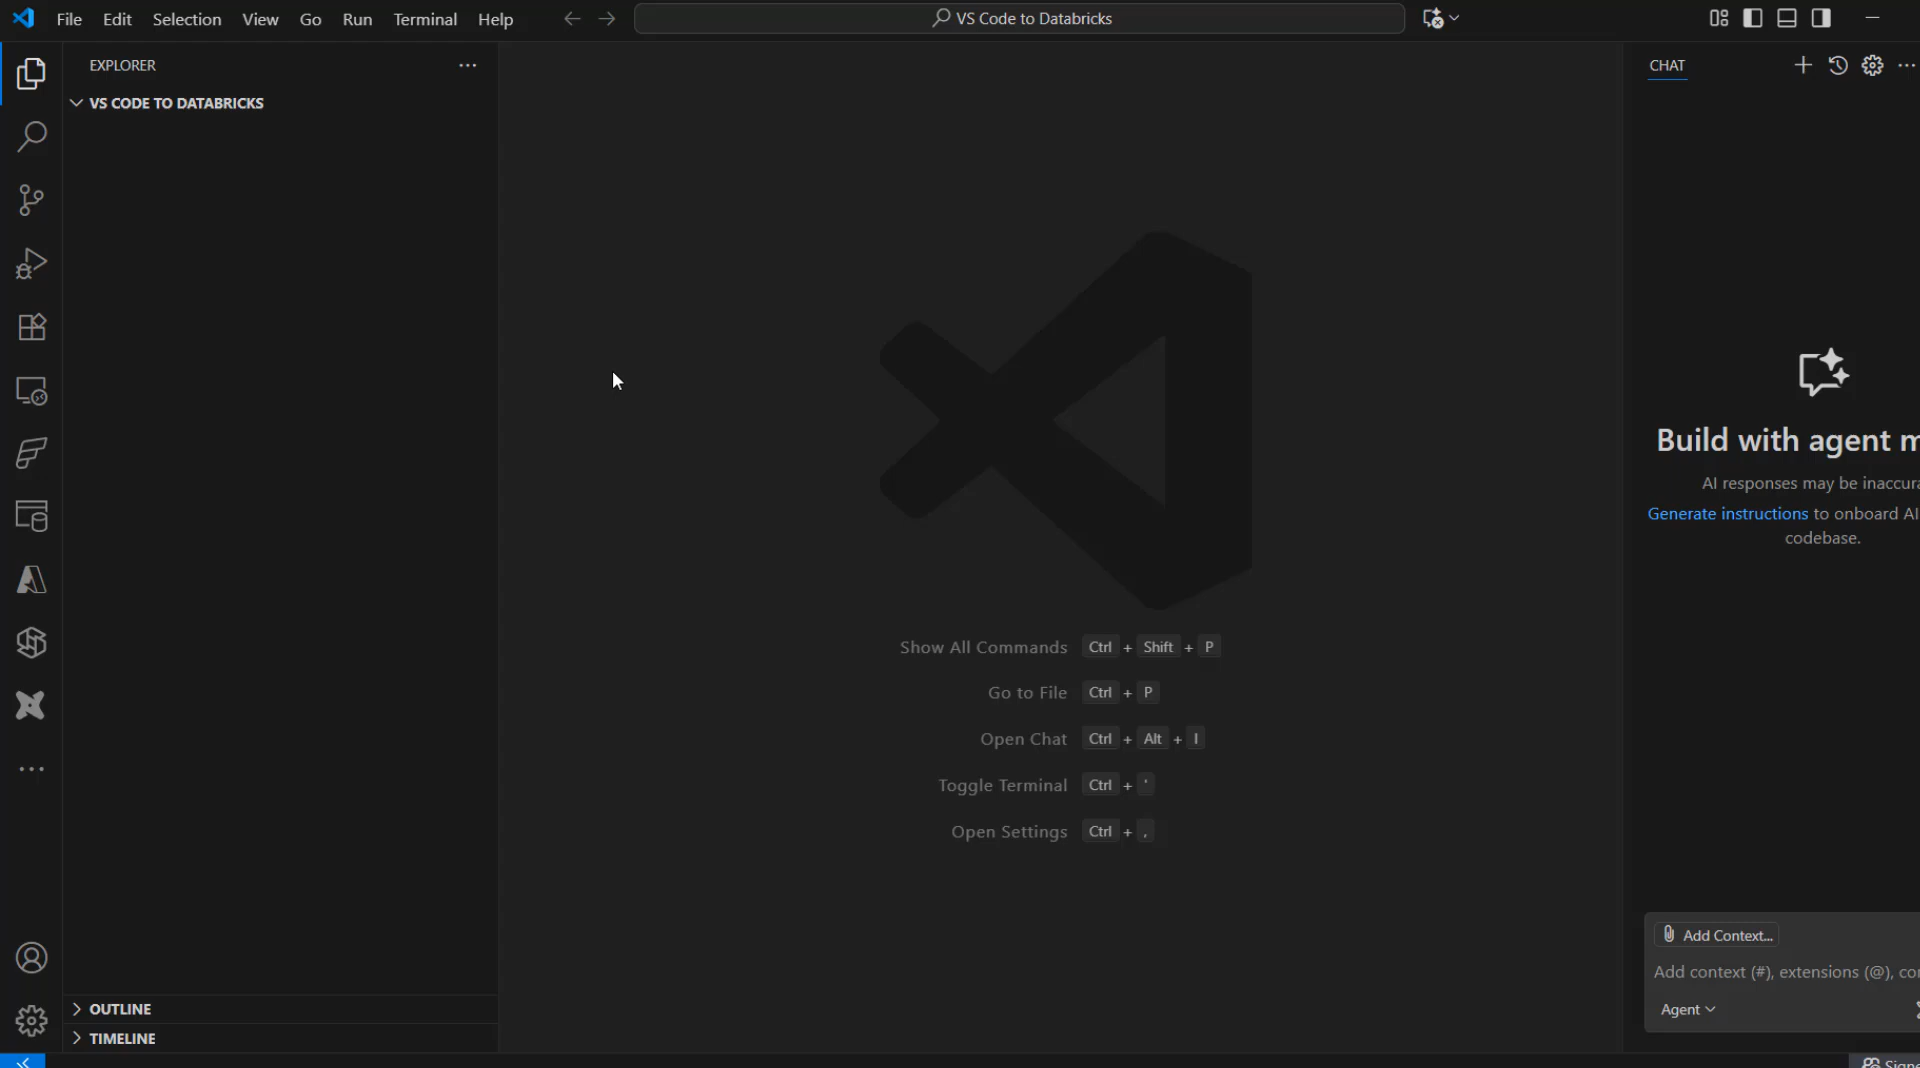 File Edit Selection View Go Run Terminal Help
VS Code to Databricks
EXPLORER
VS CODE TO DATABRICKS
Show All Commands Ctrl + Shift + P
Go to File Ctrl + P
Open Chat Ctrl + Alt + I
Toggle Terminal Ctrl + '
Open Settings Ctrl + ,
OUTLINE
TIMELINE
CHAT
Build with agent m
AI responses may be inaccura
Generate instructions to onboard AI
codebase.
Add Context...
Add context (#), extensions (@), co
Agent
Signe